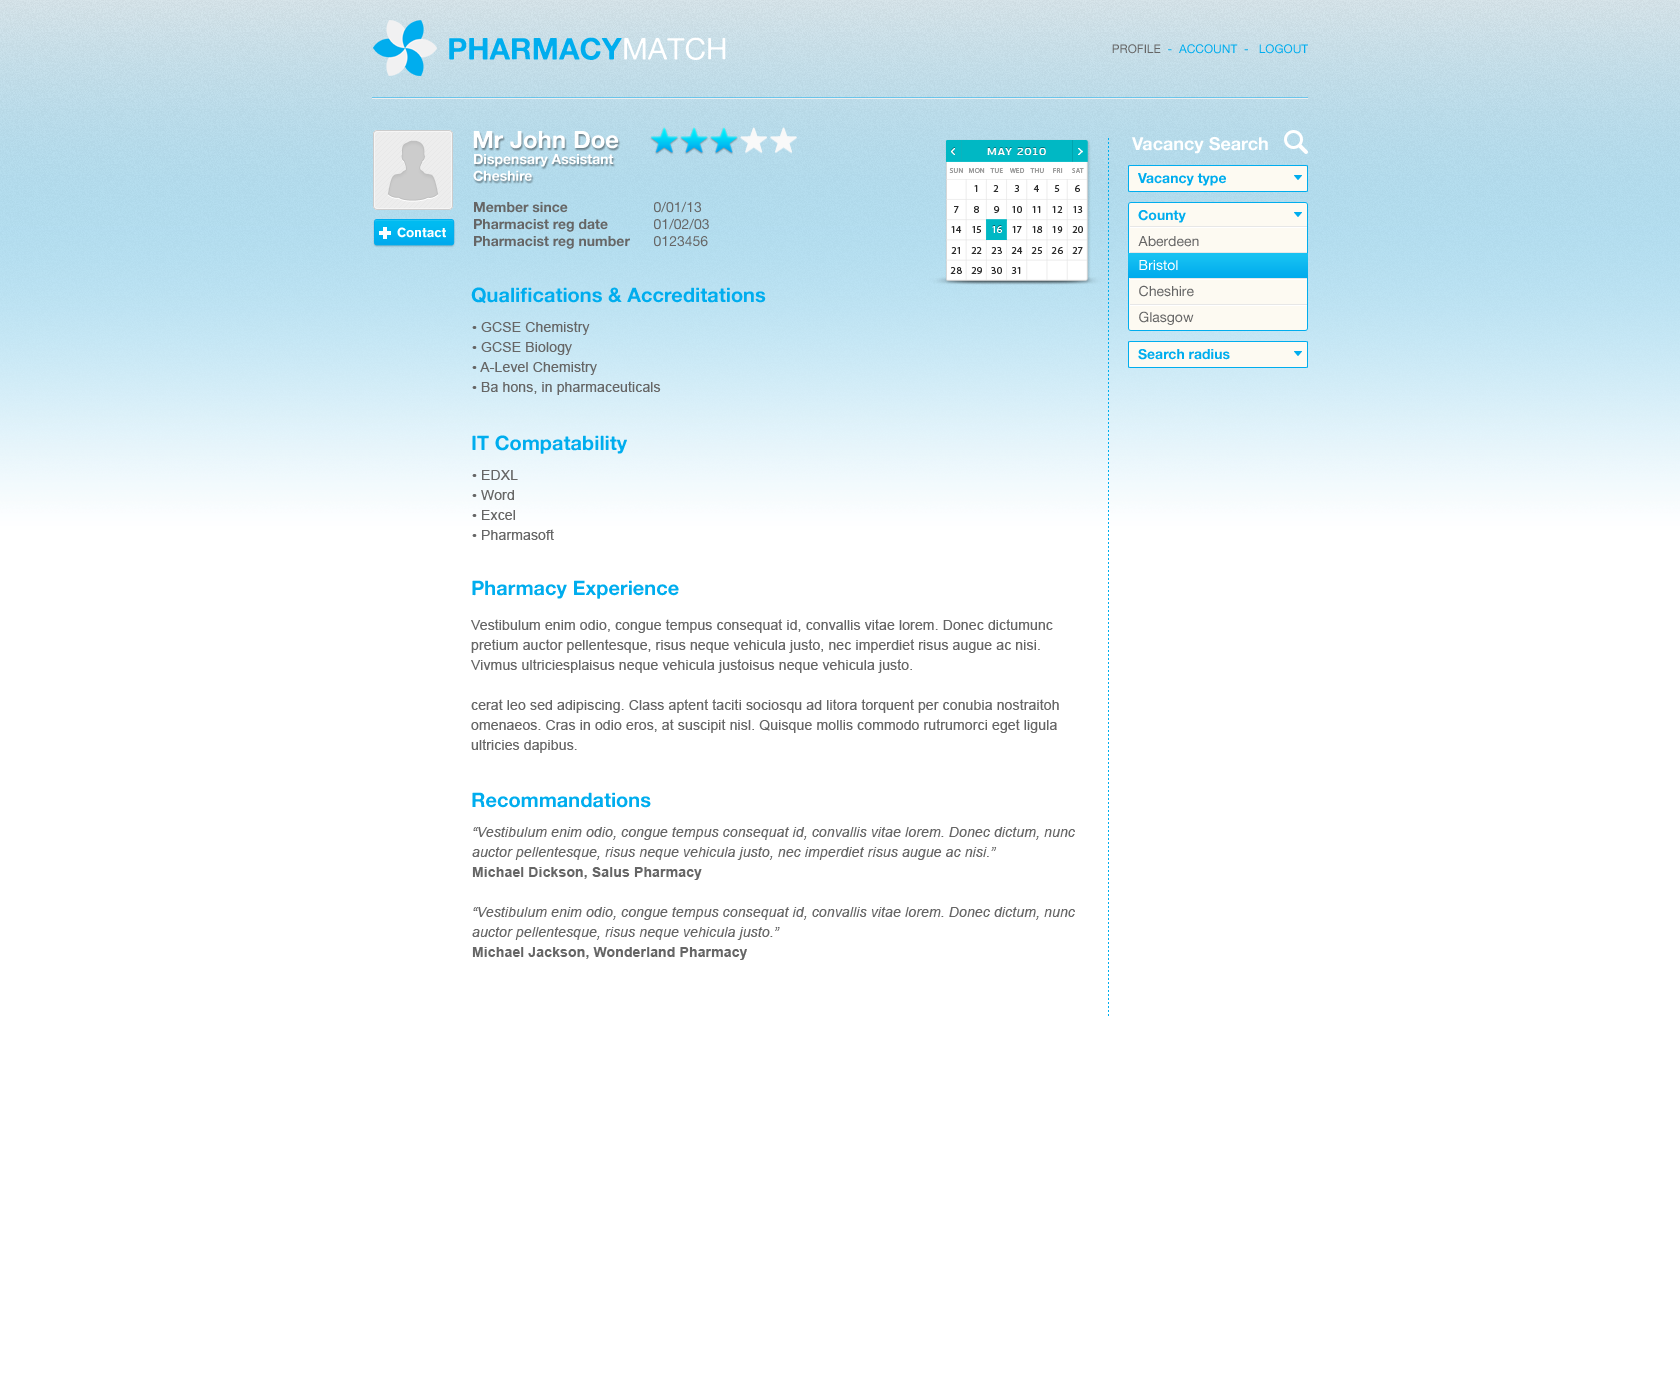 PHARMACYMATCH
PROFILE - ACCOUNT - LOGOUT
Mr John Doe
Dispensary Assistant
Cheshire
Member since 0/01/13
Pharmacist reg date 01/02/03
Pharmacist reg number 0123456
Contact
MAY 2010
SUN MON TUE WED THU FRI SAT
1 2 3 4 5 6
7 8 9 10 11 12 13
14 15 16 17 18 19 20
21 22 23 24 25 26 27
28 29 30 31
Vacancy Search
Vacancy type
County
Aberdeen
Bristol
Cheshire
Glasgow
Search radius
Qualifications & Accreditations
• GCSE Chemistry
• GCSE Biology
• A-Level Chemistry
• Ba hons, in pharmaceuticals
IT Compatability
• EDXL
• Word
• Excel
• Pharmasoft
Pharmacy Experience
Vestibulum enim odio, congue tempus consequat id, convallis vitae lorem. Donec dictumunc
pretium auctor pellentesque, risus neque vehicula justo, nec imperdiet risus augue ac nisi.
Vivmus ultriciesplaisus neque vehicula justoisus neque vehicula justo.
cerat leo sed adipiscing. Class aptent taciti sociosqu ad litora torquent per conubia nostraitoh
omenaeos. Cras in odio eros, at suscipit nisl. Quisque mollis commodo rutrumorci eget ligula
ultricies dapibus.
Recommandations
“Vestibulum enim odio, congue tempus consequat id, convallis vitae lorem. Donec dictum, nunc
auctor pellentesque, risus neque vehicula justo, nec imperdiet risus augue ac nisi.”
Michael Dickson, Salus Pharmacy
“Vestibulum enim odio, congue tempus consequat id, convallis vitae lorem. Donec dictum, nunc
auctor pellentesque, risus neque vehicula justo.”
Michael Jackson, Wonderland Pharmacy